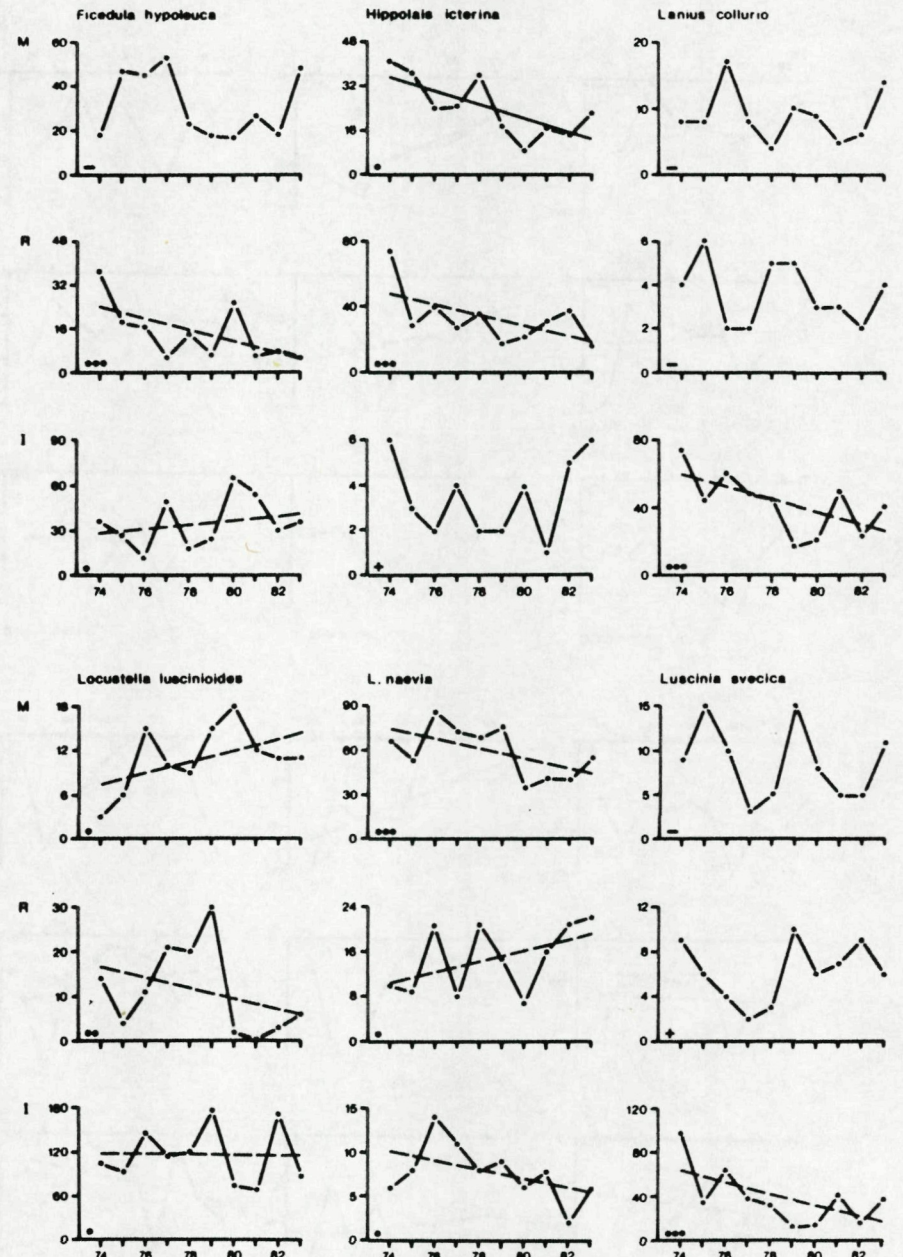 Ficedula hypoleuca Hippolais icterina Lanius collurio
M 60 40 20 0 48 32 16 0 20 10 0
R 48 32 16 0 80 40 0 6 4 2 0
I 90 60 30 0 6 4 2 0 80 40 0
74 76 78 80 82 74 76 78 80 82 74 76 78 80 82
Locustella luscinioides L. naevia Luscinia svecica
M 18 12 6 0 90 60 30 0 15 10 5 0
R 30 20 10 0 24 16 8 0 12 8 4 0
I 180 120 60 0 15 10 5 0 120 80 40 0
74 76 78 80 82 74 76 78 80 82 74 76 78 80 82